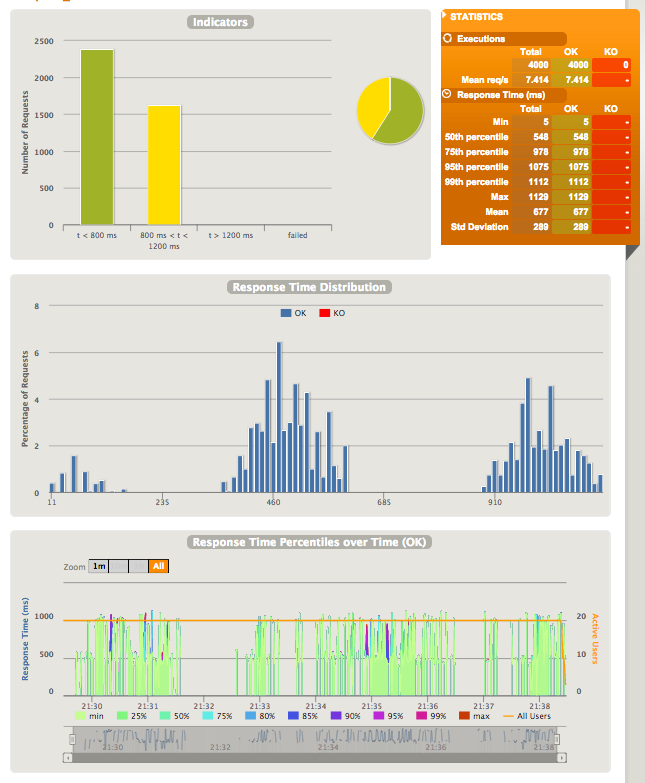 Indicators
Number of Requests
2500
2000
1500
1000
500
0
t < 800 ms
800 ms < t <
1200 ms
t > 1200 ms
failed
STATISTICS
Executions
Total OK KO
4000 4000 0
Mean req/s 7.414 7.414 -
Response Time (ms)
Total OK KO
Min 5 5 -
50th percentile 548 548 -
75th percentile 978 978 -
95th percentile 1075 1075 -
99th percentile 1112 1112 -
Max 1129 1129 -
Mean 677 677 -
Std Deviation 289 289 -
Response Time Distribution
OK KO
Percentage of Requests
8
6
4
2
0
11 235 460 685 910
Response Time Percentiles over Time (OK)
Zoom 1m All
Response Time (ms)
1000
500
0
20
10
0
Active Users
21:30 21:31 21:32 21:33 21:34 21:35 21:36 21:37 21:38
min 25% 50% 75% 80% 85% 90% 95% 99% max All Users
21:30 21:32 21:34 21:36 21:38